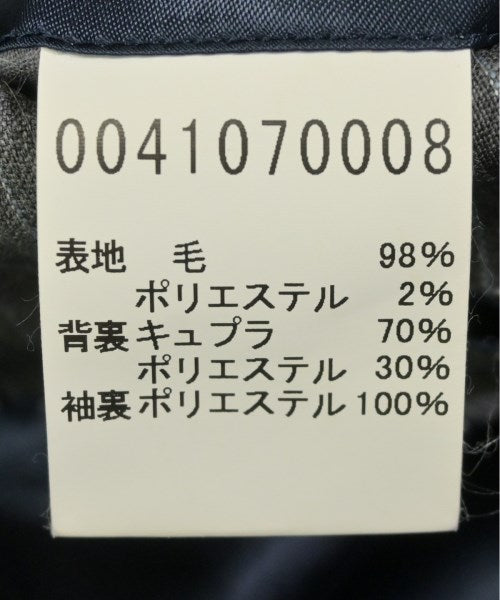 0041070008
表地 毛 98%
ポリエステル 2%
背裏 キュプラ 70%
ポリエステル 30%
袖裏 ポリエステル 100%